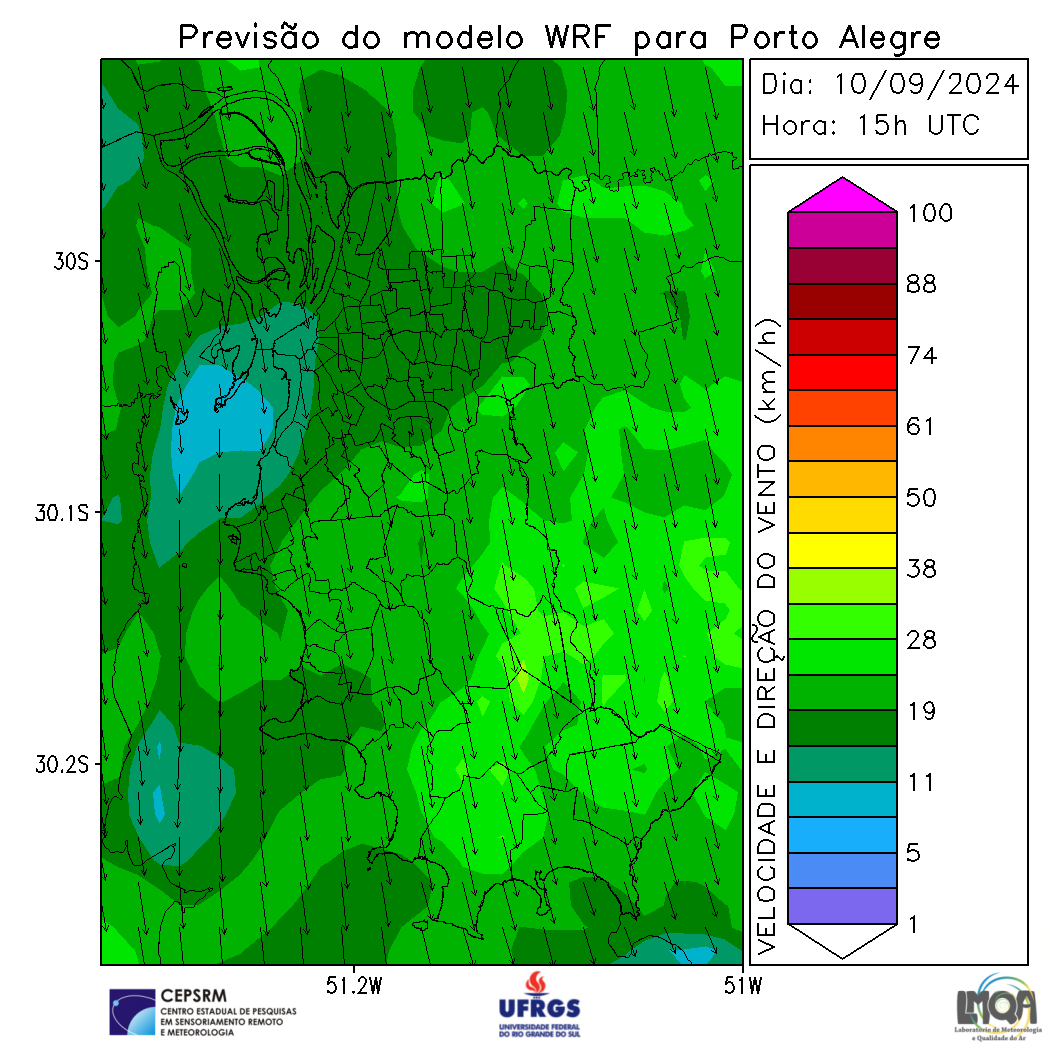 Previsão do modelo WRF para Porto Alegre
Dia: 10/09/2024
Hora: 15h UTC
30S
30.1S
30.2S
51.2W
51W
VELOCIDADE E DIREÇÃO DO VENTO (km/h)
100
88
74
61
50
38
28
19
11
5
1
CEPSRM
CENTRO ESTADUAL DE PESQUISAS
EM SENSORIAMENTO REMOTO
E METEOROLOGIA
UFRGS
UNIVERSIDADE FEDERAL
DO RIO GRANDE DO SUL
LMQA
Laboratório de Meteorologia
e Qualidade do Ar